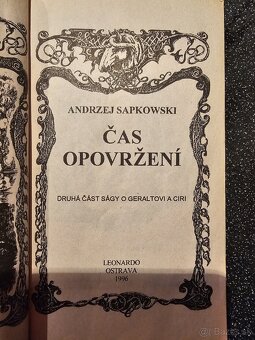 ANDRZEJ SAPKOWSKI
ČAS
OPOVRŽENÍ
DRUHÁ ČÁST SÁGY O GERALTOVI A CIRI
LEONARDO
OSTRAVA
1996